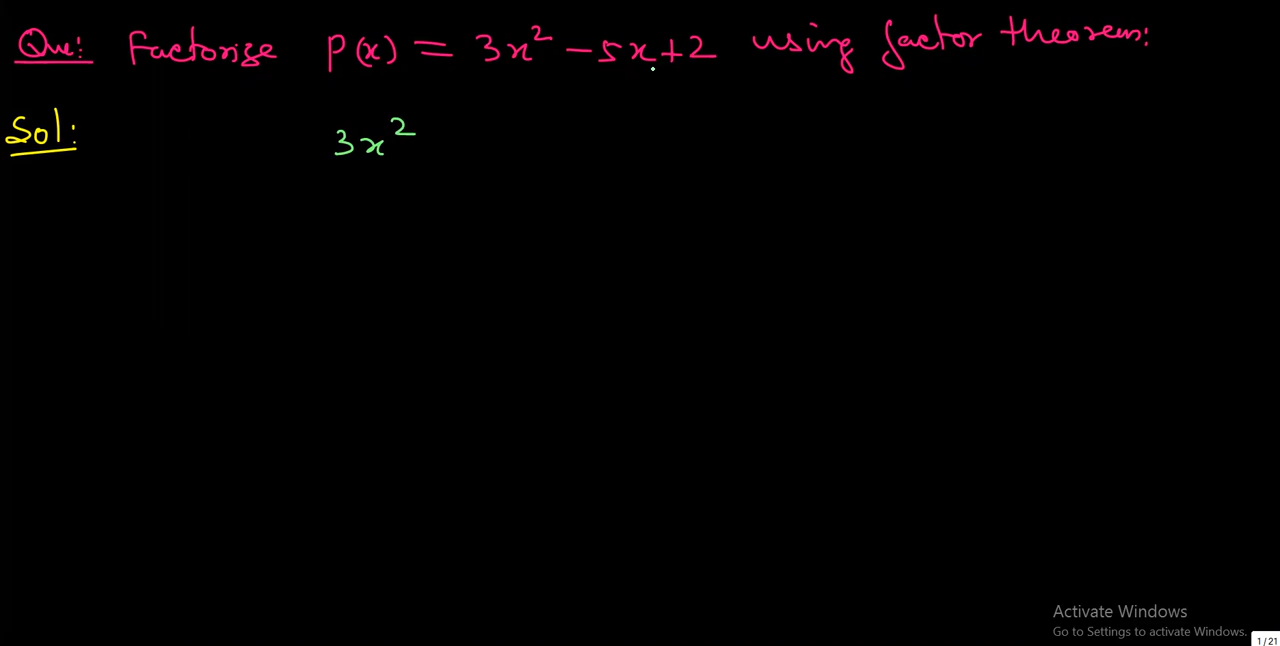 Que: Factorise P(x) = 3x² - 5x + 2 using factor theorem:
Sol: 3x²
Activate Windows
Go to Settings to activate Windows.
1 / 21